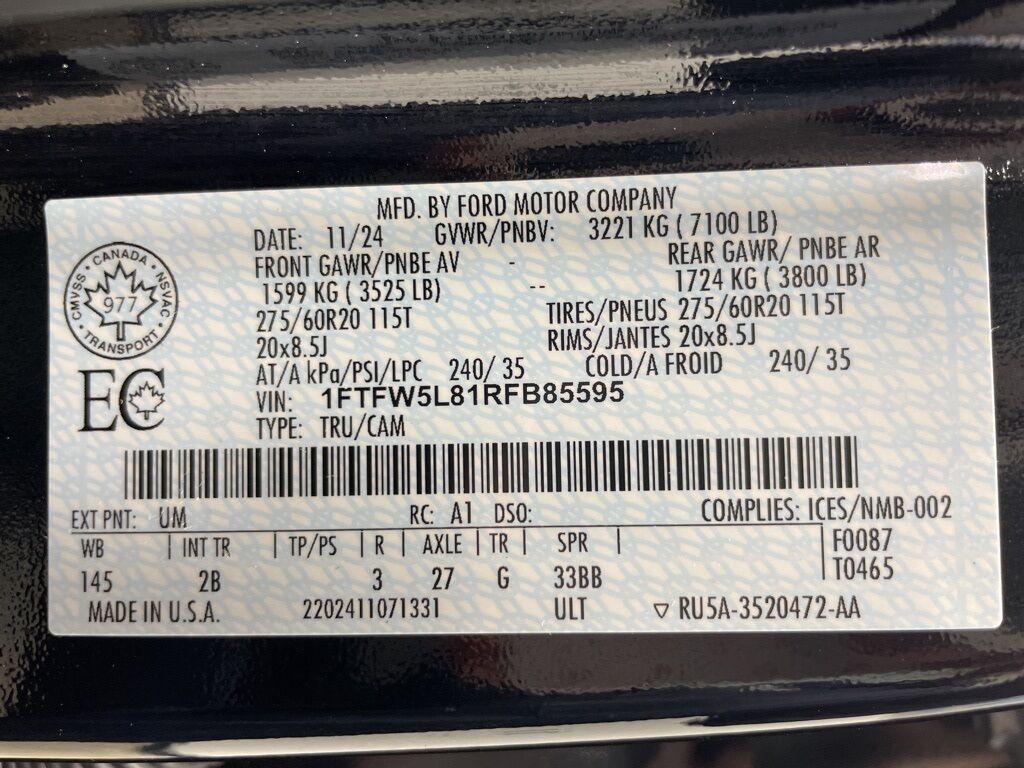 MFD. BY FORD MOTOR COMPANY
DATE: 11/24 GVWR/PNBV: 3221 KG ( 7100 LB)
FRONT GAWR/PNBE AV - REAR GAWR/ PNBE AR
1599 KG ( 3525 LB) -- 1724 KG ( 3800 LB)
275/60R20 115T TIRES/PNEUS 275/60R20 115T
20x8.5J RIMS/JANTES 20x8.5J
AT/A kPa/PSI/LPC 240/ 35 COLD/A FROID 240/ 35
VIN: 1FTFW5L81RFB85595
TYPE: TRU/CAM
CMVSS · CANADA · NSVAC · TRANSPORT ·
977
EC
EXT PNT: UM RC: A1 DSO: COMPLIES: ICES/NMB-002
WB | INT TR | TP/PS | R | AXLE | TR | SPR | F0087
145 2B 3 27 G 33BB T0465
MADE IN U.S.A. 2202411071331 ULT ▽ RU5A-3520472-AA